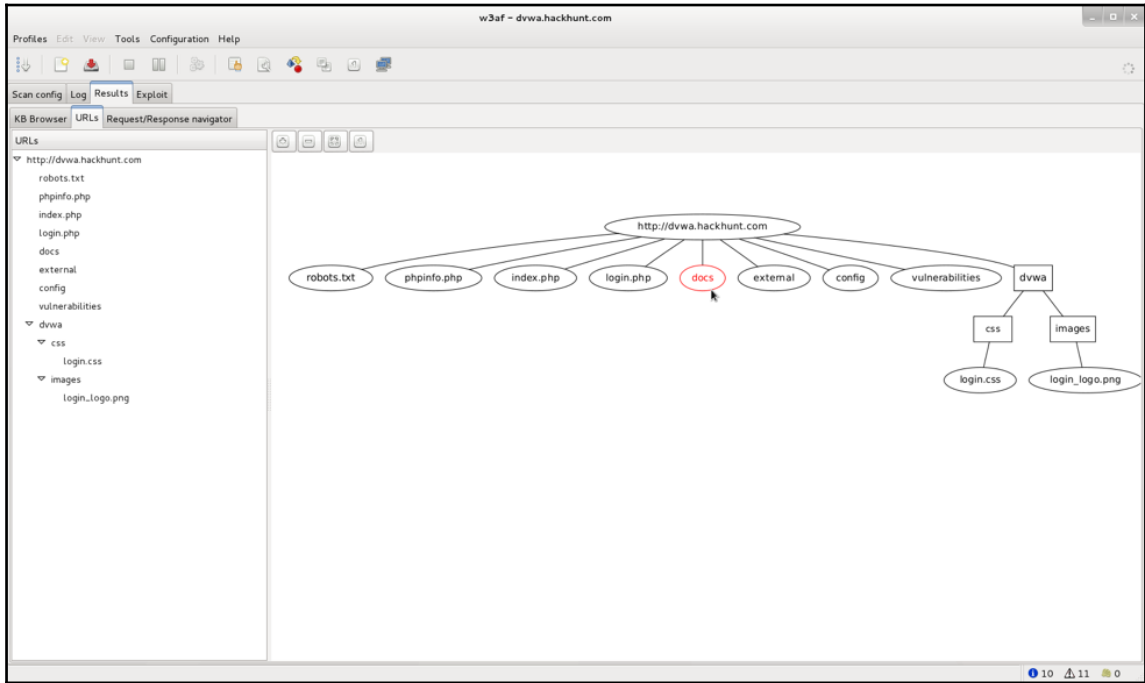 w3af - dvwa.hackhunt.com
Profiles Edit View Tools Configuration Help
Scan config Log Results Exploit
KB Browser URLs Request/Response navigator
URLs
http://dvwa.hackhunt.com
robots.txt
phpinfo.php
index.php
login.php
docs
external
config
vulnerabilities
dvwa
css
login.css
images
login_logo.png
http://dvwa.hackhunt.com
robots.txt phpinfo.php index.php login.php docs external config vulnerabilities dvwa
css images
login.css login_logo.png
10 11 0